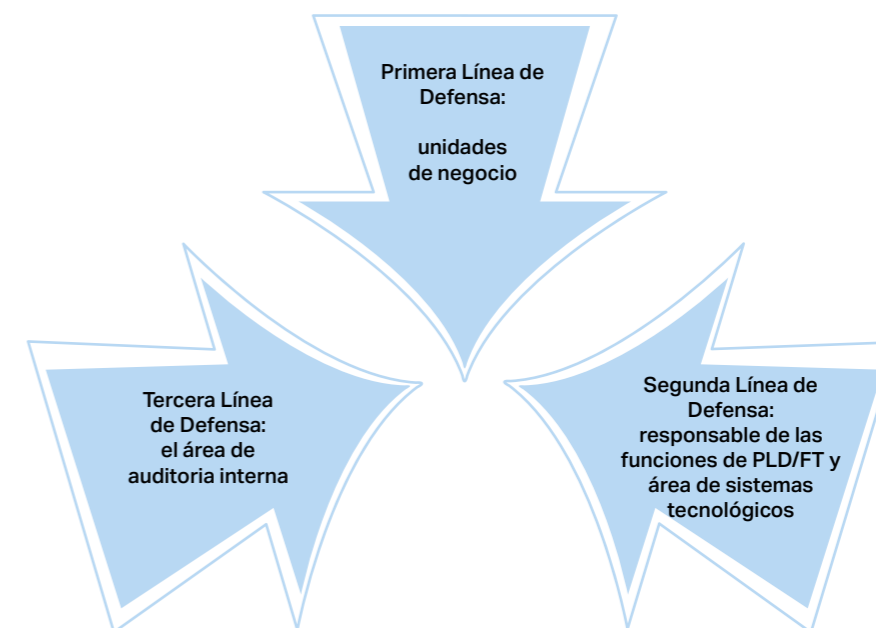 Primera Línea de
Defensa:
unidades
de negocio
Segunda Línea de
Defensa:
responsable de las
funciones de PLD/FT y
área de sistemas
tecnológicos
Tercera Línea
de Defensa:
el área de
auditoria interna